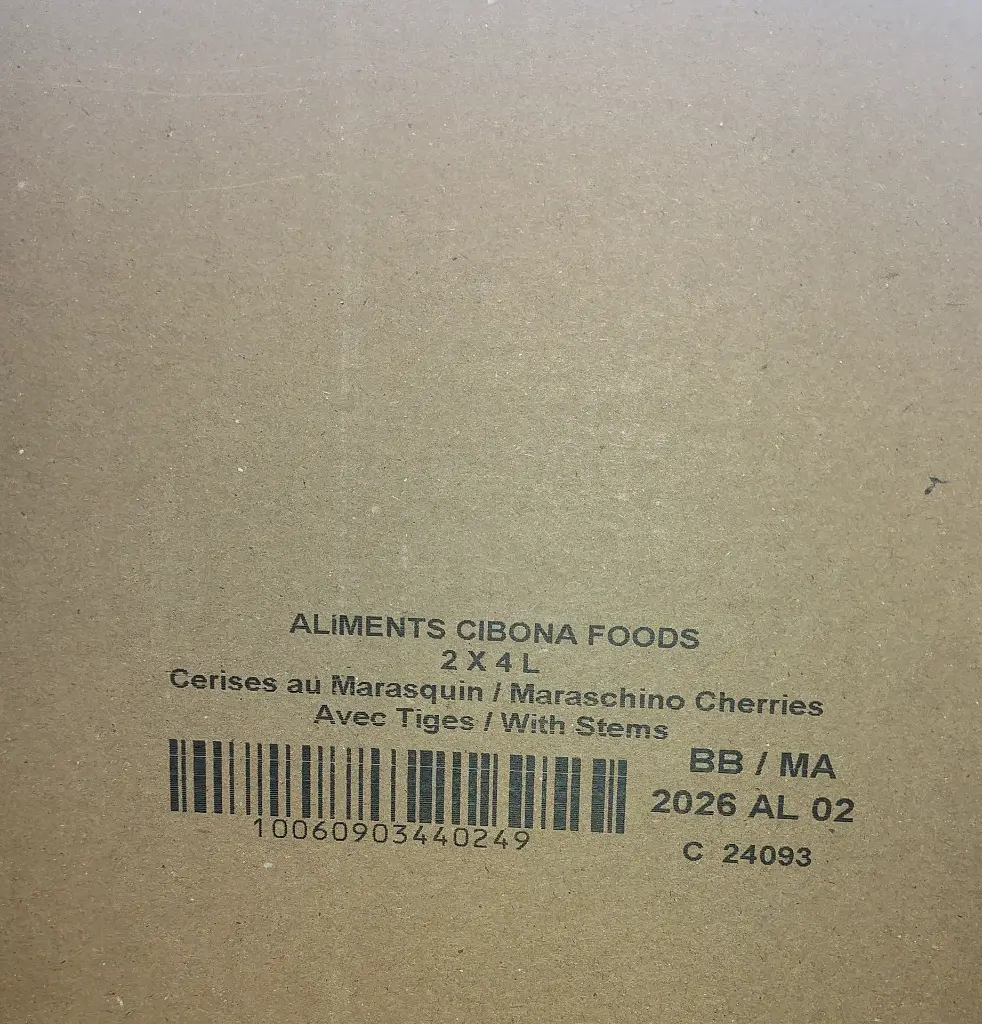 ALiMENTS CIBONA FOODS
2 X 4 L
Cerises au Marasquin / Maraschino Cherries
Avec Tiges / With Stems
BB / MA
2026 AL 02
10060903440249
C 24093